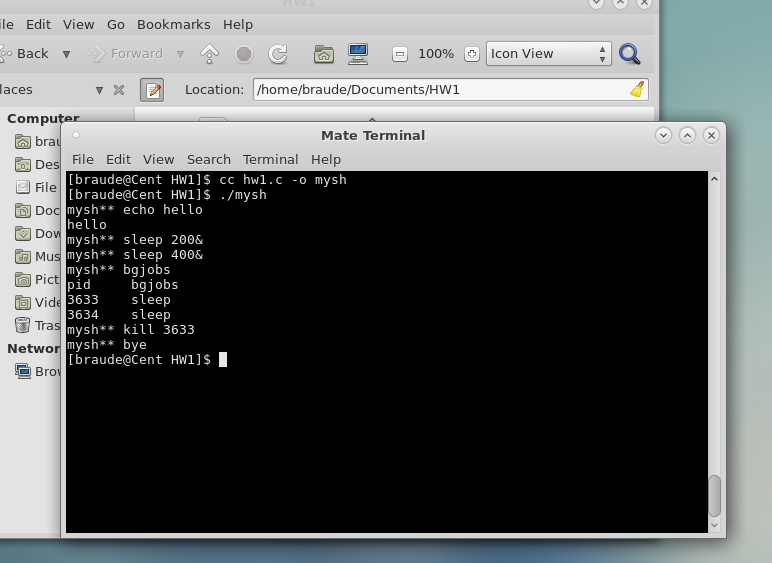 HW1
ile Edit View Go Bookmarks Help
Back Forward 100% Icon View
laces Location: /home/braude/Documents/HW1
Computer
brau
Des
File
Doc
Dow
Mus
Pict
Vide
Tras
Networ
Brow
Mate Terminal
File Edit View Search Terminal Help
[braude@Cent HW1]$ cc hw1.c -o mysh
[braude@Cent HW1]$ ./mysh
mysh** echo hello
hello
mysh** sleep 200&
mysh** sleep 400&
mysh** bgjobs
pid     bgjobs
3633    sleep
3634    sleep
mysh** kill 3633
mysh** bye
[braude@Cent HW1]$